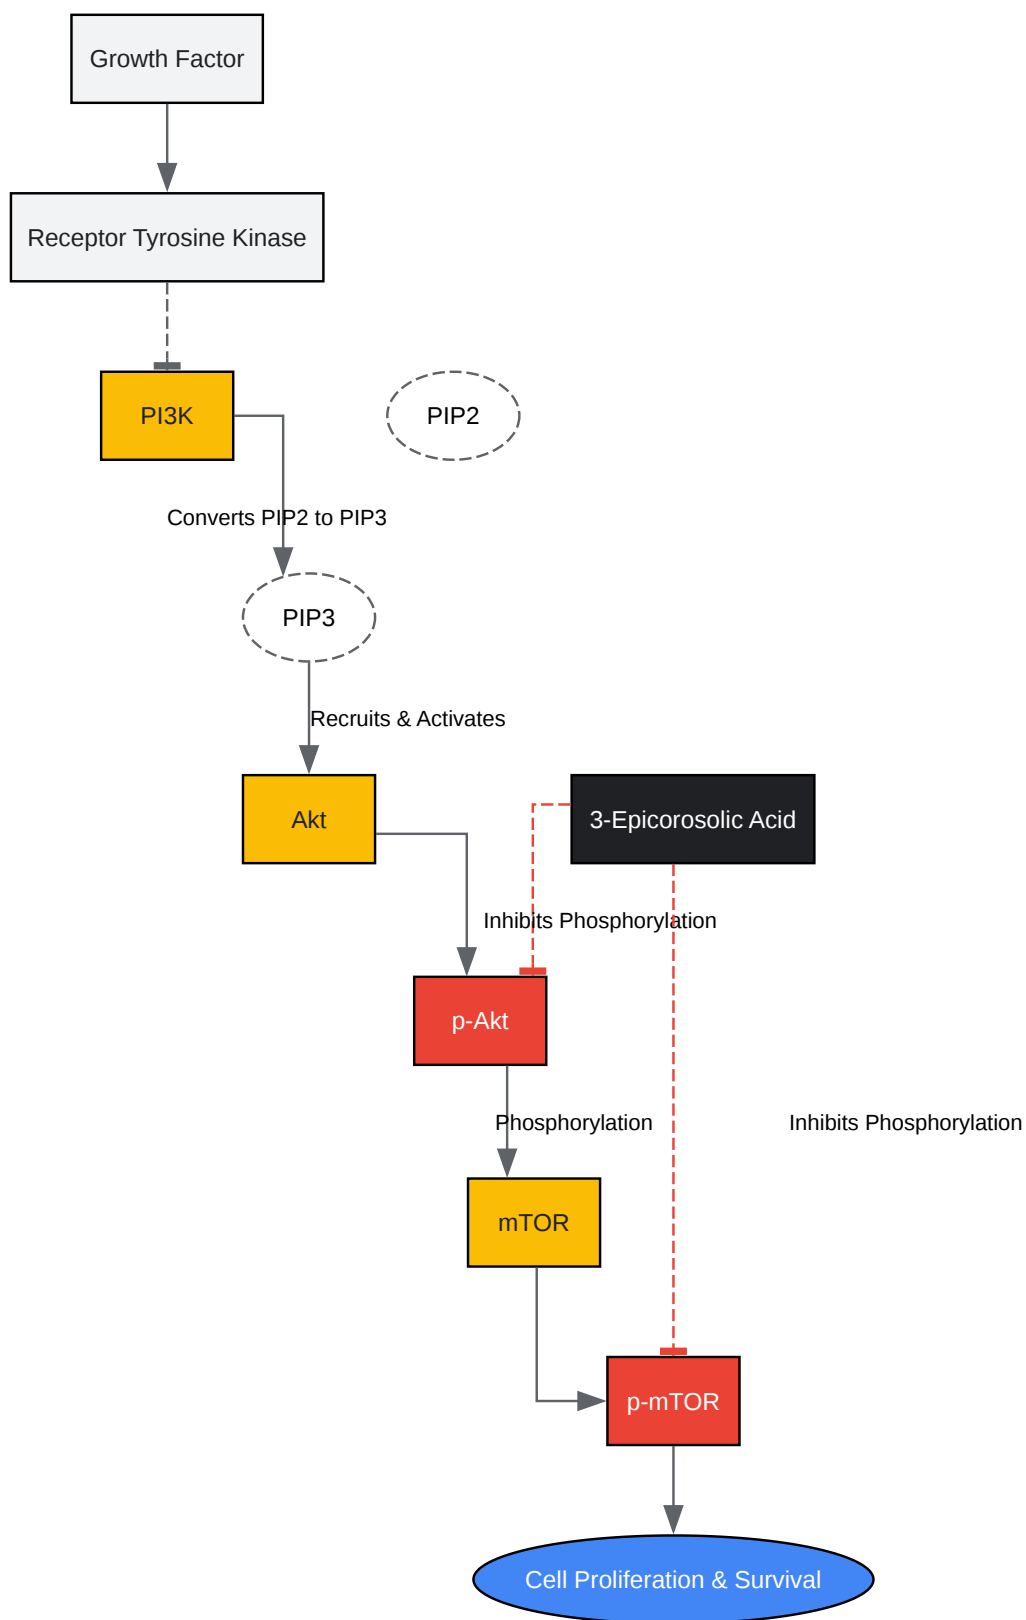 Growth Factor
Receptor Tyrosine Kinase
PI3K
PIP2
Converts PIP2 to PIP3
PIP3
Recruits & Activates
Akt
3-Epicorosolic Acid
Inhibits Phosphorylation
p-Akt
Phosphorylation
Inhibits Phosphorylation
mTOR
p-mTOR
Cell Proliferation & Survival